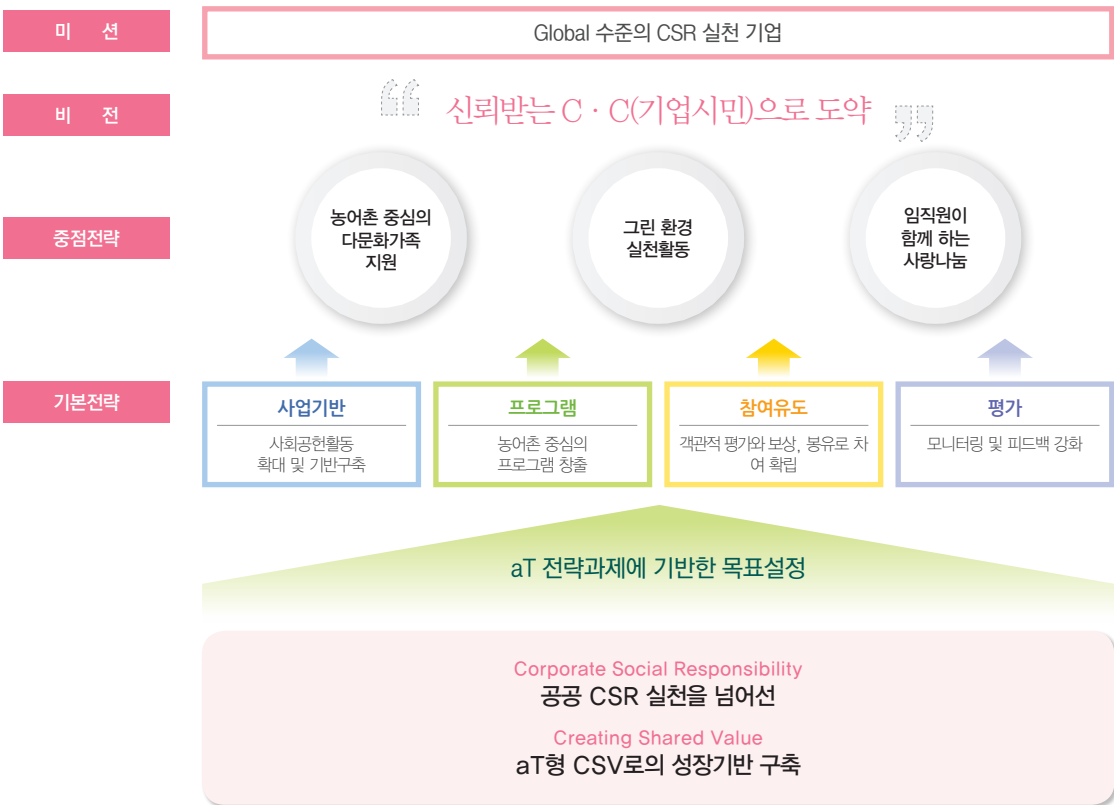 미 션
Global 수준의 CSR 실천 기업
비 전
“ 신뢰받는 C · C(기업시민)으로 도약 ”
중점전략
농어촌 중심의
다문화가족
지원
그린 환경
실천활동
임직원이
함께 하는
사랑나눔
기본전략
사업기반
사회공헌활동
확대 및 기반구축
프로그램
농어촌 중심의
프로그램 창출
참여유도
객관적 평가와 보상, 봉유로 차
여 확립
평가
모니터링 및 피드백 강화
aT 전략과제에 기반한 목표설정
Corporate Social Responsibility
공공 CSR 실천을 넘어선
Creating Shared Value
aT형 CSV로의 성장기반 구축